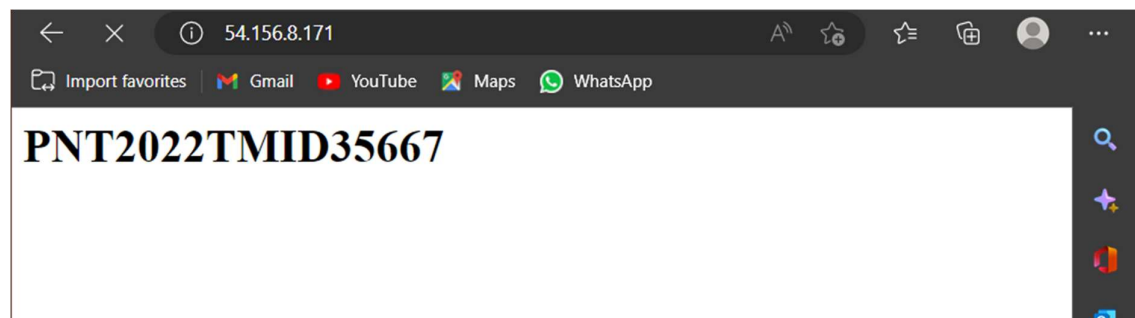 54.156.8.171
Import favorites Gmail YouTube Maps WhatsApp
PNT2022TMID35667